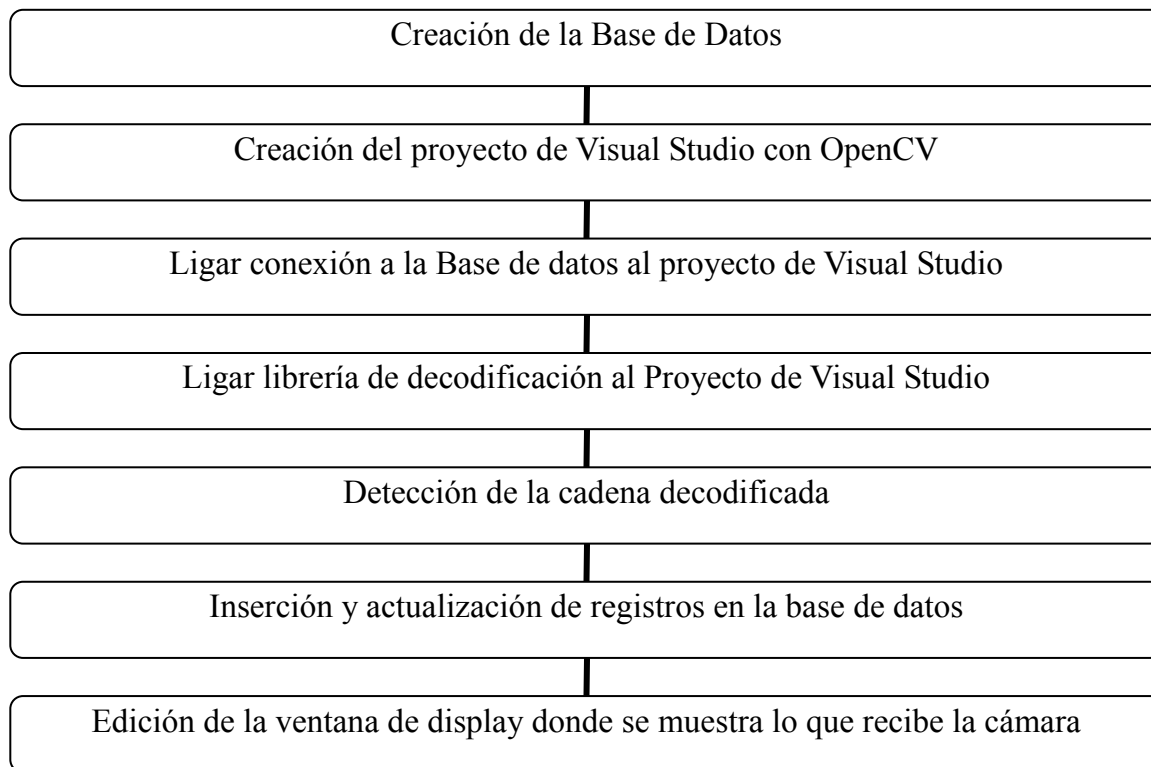 Creación de la Base de Datos
Creación del proyecto de Visual Studio con OpenCV
Ligar conexión a la Base de datos al proyecto de Visual Studio
Ligar librería de decodificación al Proyecto de Visual Studio
Detección de la cadena decodificada
Inserción y actualización de registros en la base de datos
Edición de la ventana de display donde se muestra lo que recibe la cámara